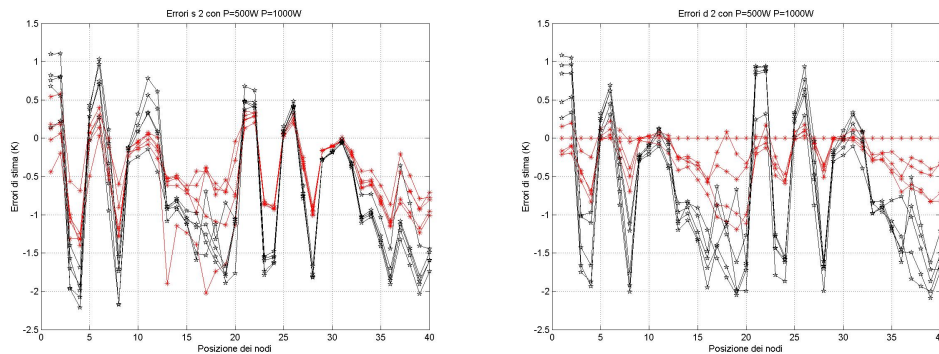 Errori s 2 con P=500W P=1000W
Errori di stima (K)
1.5
1
0.5
0
-0.5
-1
-1.5
-2
-2.5
0 5 10 15 20 25 30 35 40
Posizione dei nodi
Errori d 2 con P=500W P=1000W
Errori di stima (K)
1.5
1
0.5
0
-0.5
-1
-1.5
-2
-2.5
0 5 10 15 20 25 30 35 40
Posizione dei nodi